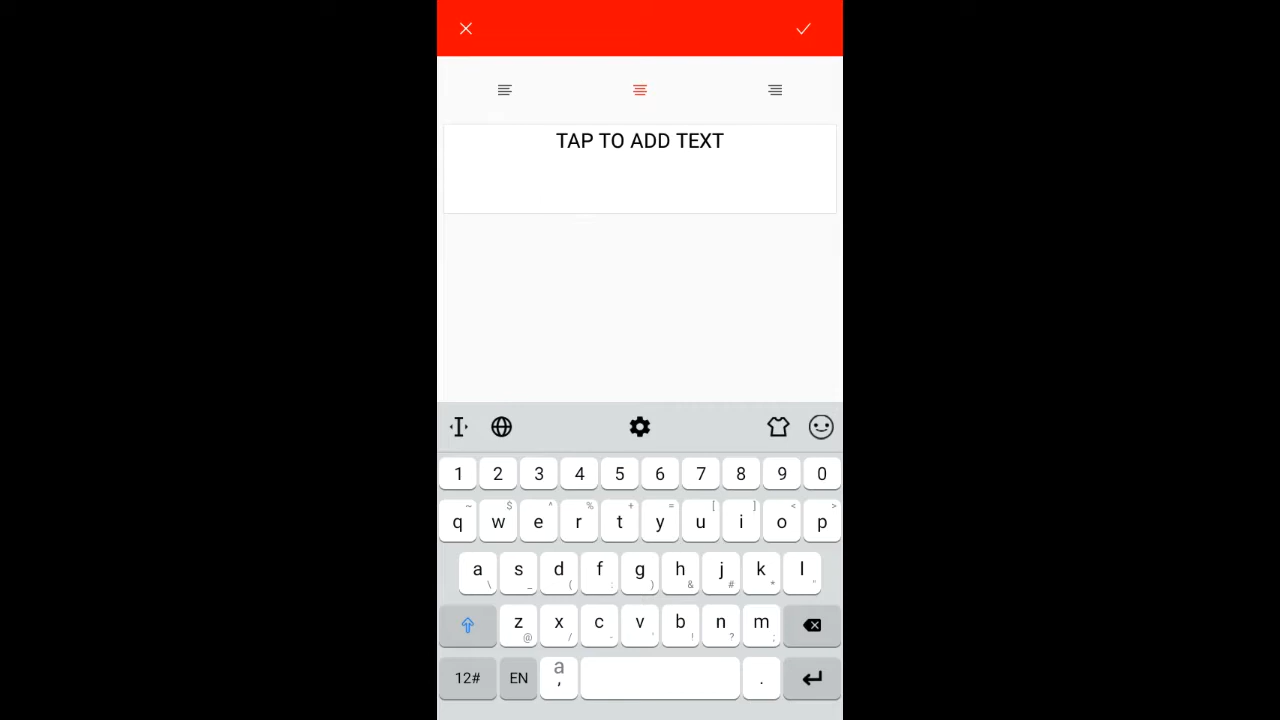 TAP TO ADD TEXT
1 2 3 4 5 6 7 8 9 0
~ $ ^ % + = [ ] < >
q w e r t y u i o p
a s d f g h j k l
\ _ ( : ) & # * "
z x c v b n m
@ / - ' ! ? ;
12# EN a , .